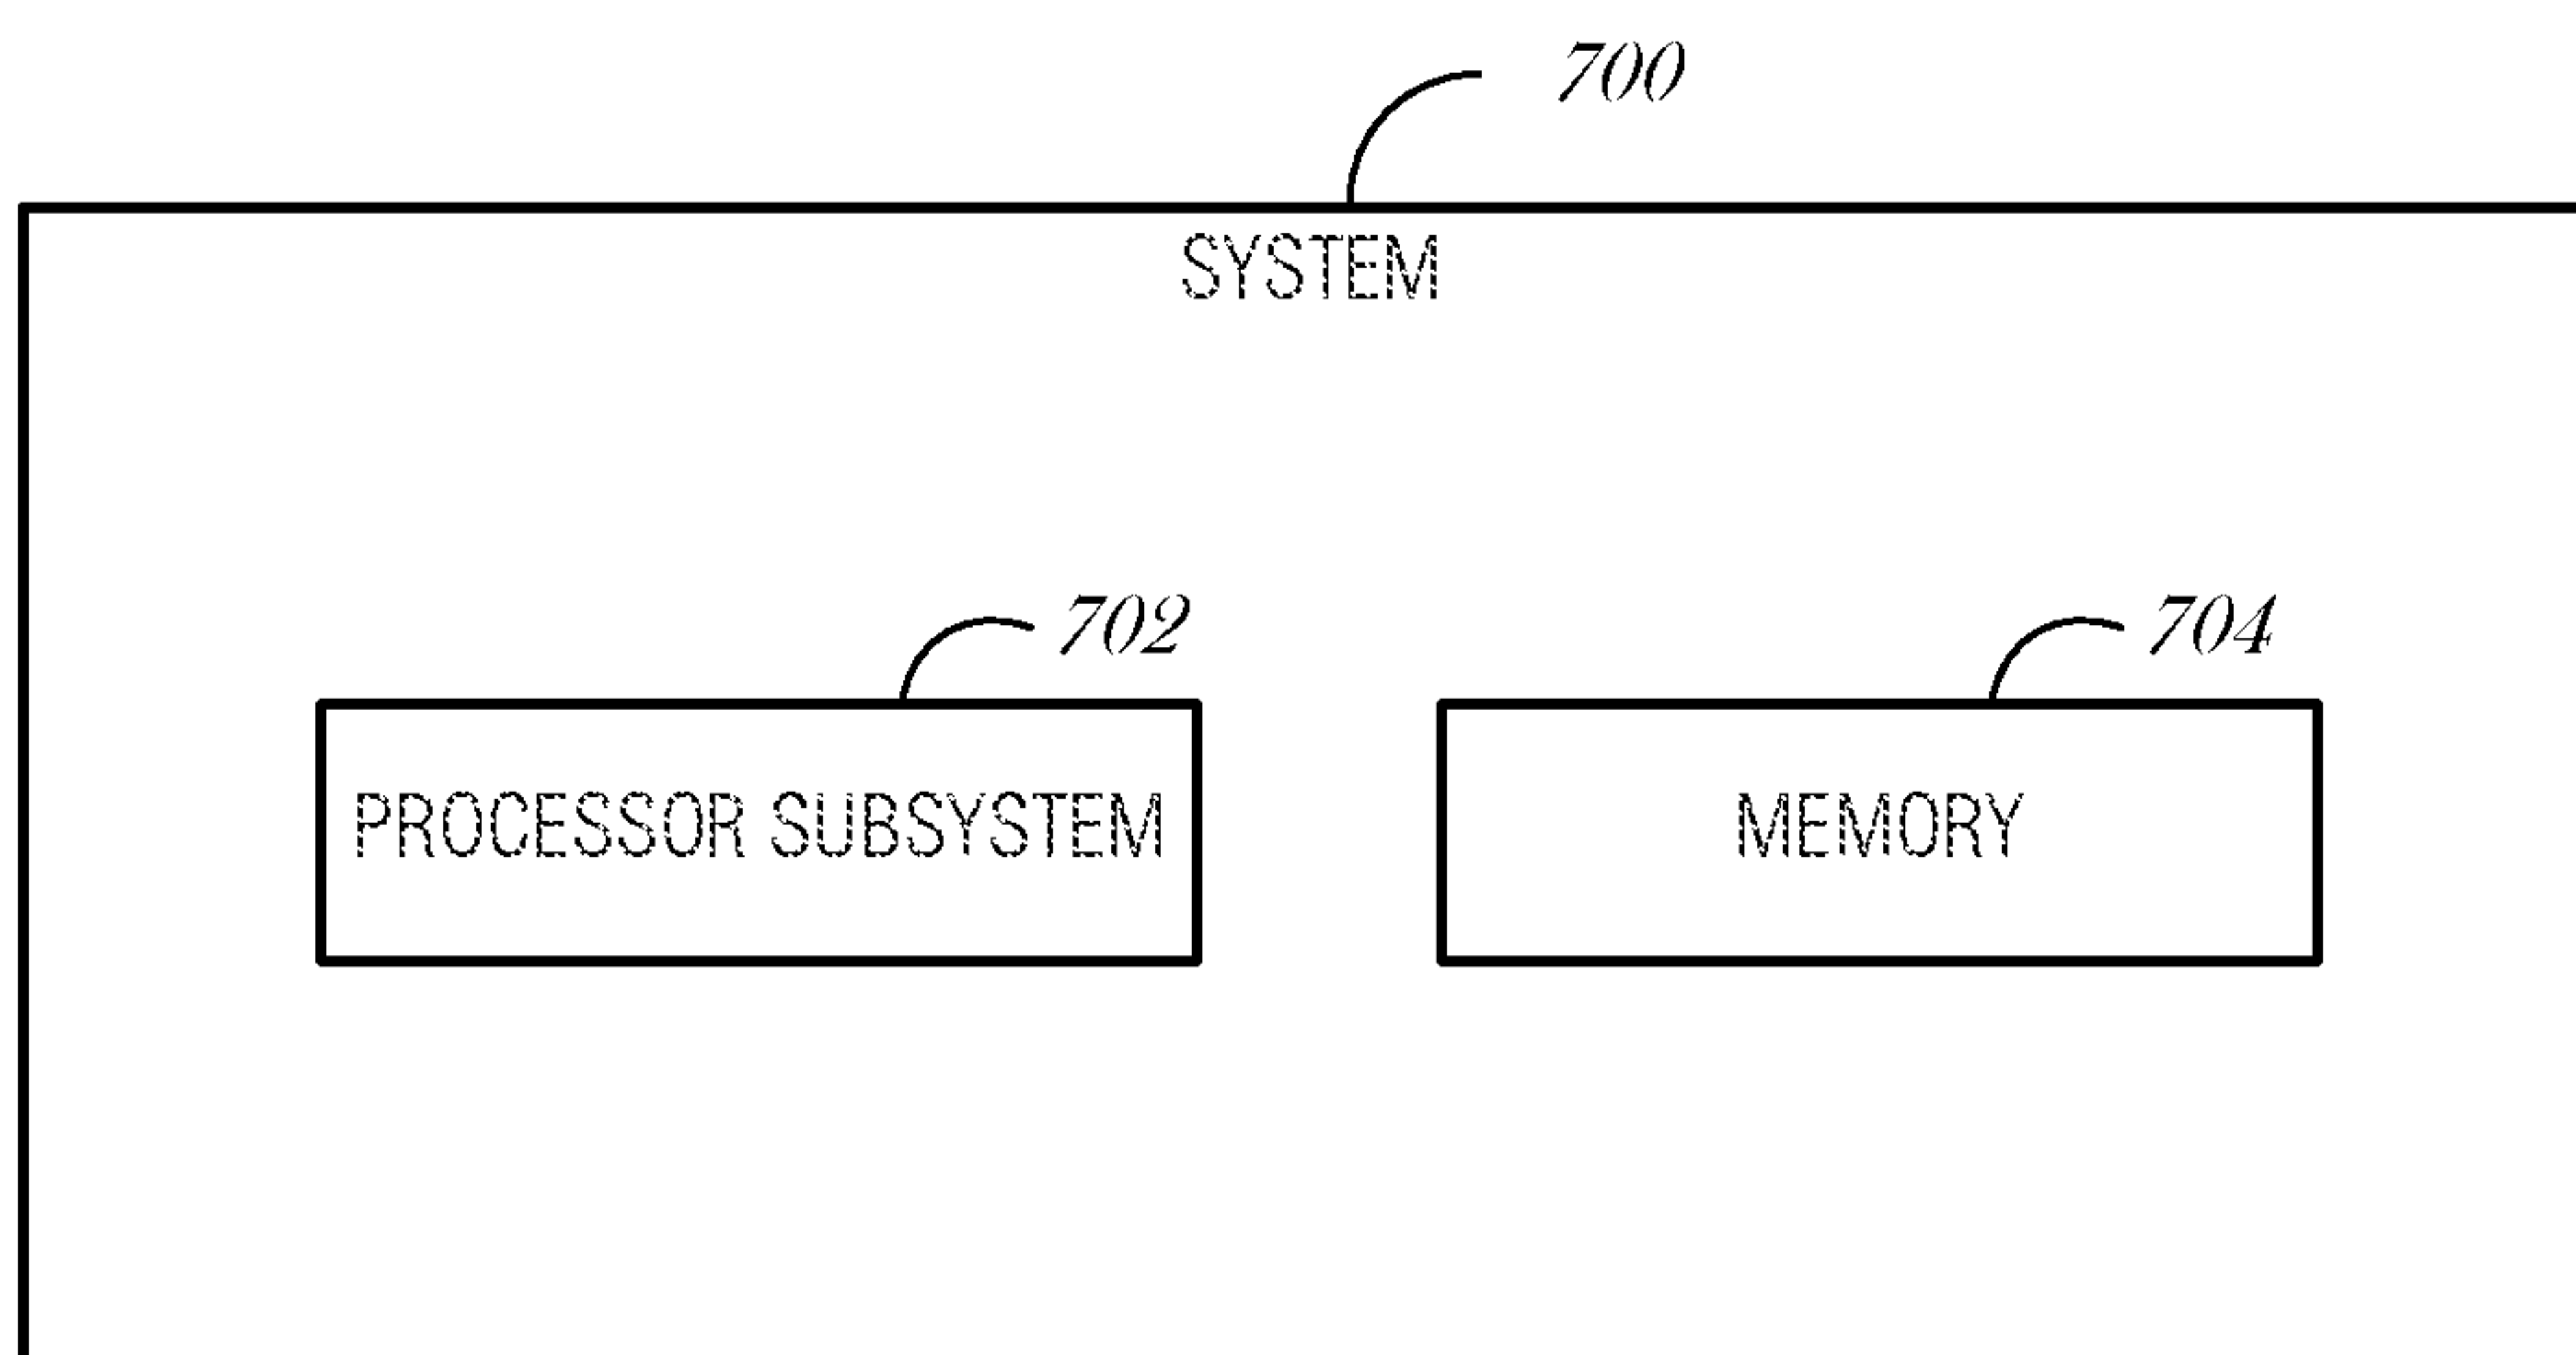 700
SYSTEM
702
704
PROCESSOR SUBSYSTEM
MEMORY